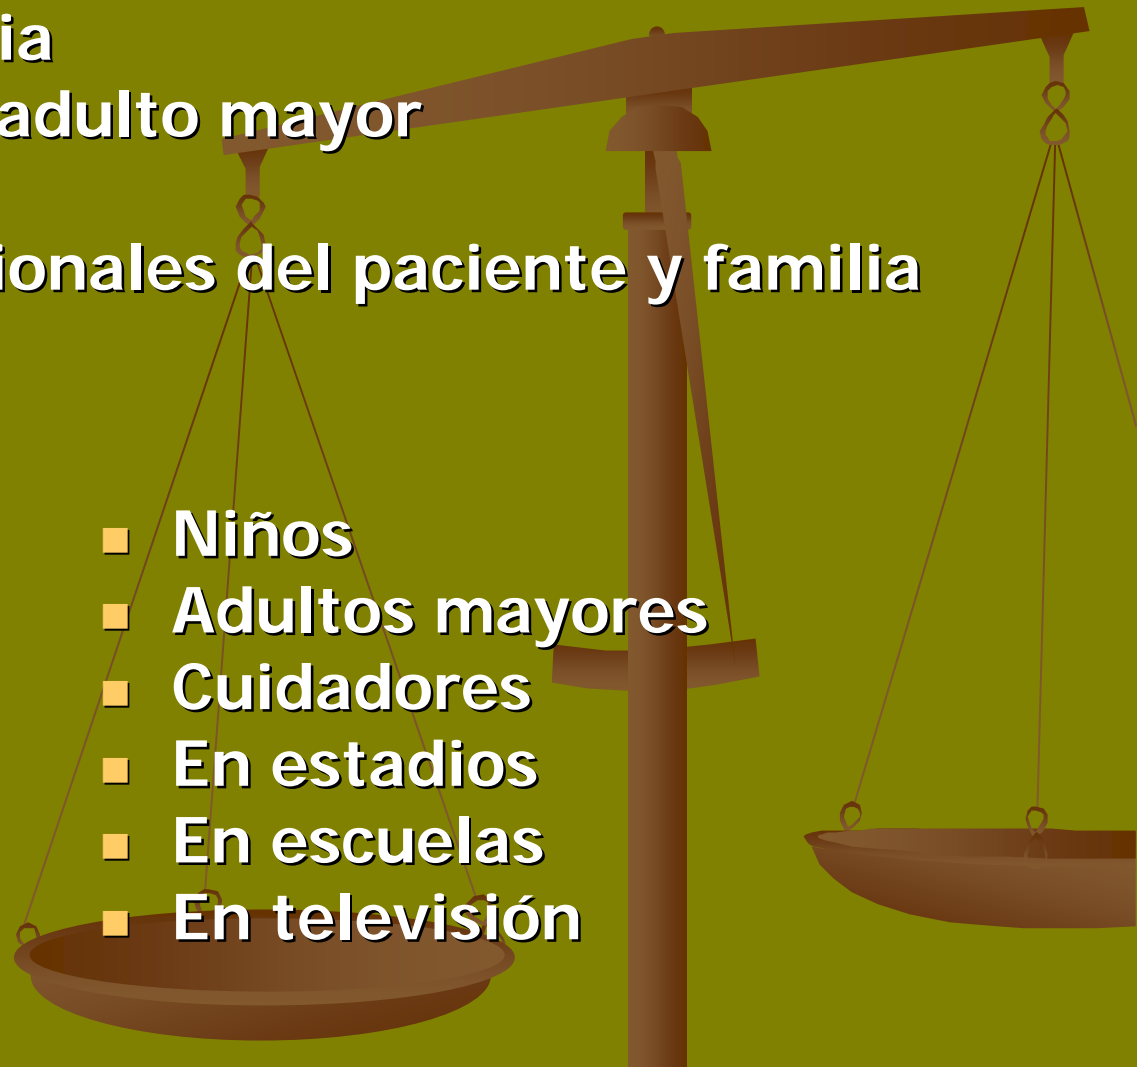 ia
adulto mayor
ionales del paciente y familia
Niños
Adultos mayores
Cuidadores
En estadios
En escuelas
En televisión